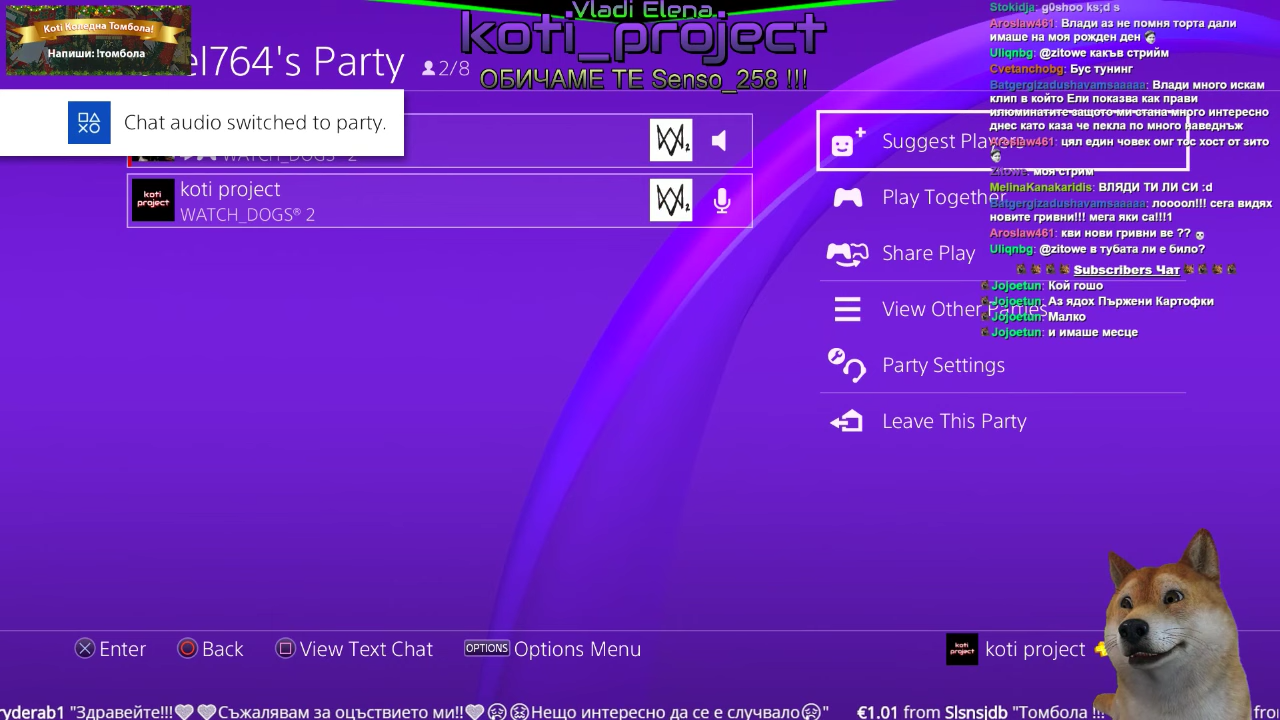 Koti Коледна Томбола!
Напиши: !томбола
el764's Party 2/8
Vladi Elena
koti_project
ОБИЧАМЕ ТЕ Senso_258 !!!
Chat audio switched to party.
WATCH_DOGS® 2
koti project
WATCH_DOGS® 2
Suggest Players
Play Together
Share Play
View Other Parties
Party Settings
Leave This Party
Stokidja: g0shoo ks;d s
Aroslaw461: Влади аз не помня торта дали
имаше на моя рожден ден
Uliqnbg: @zitowe какъв стрийм
Cvetanchobg: Бус тунинг
Batgergizadushavamsaaaaa: Влади много искам
клип в който Ели показва как прави
илюминатите защото ми стана много интересно
днес като каза че пекла по много наведнъж
Aroslaw461: цял един човек омг тос хост от зито
Zitowe: моя стрим
MelinaKanakaridis: ВЛЯДИ ТИ ЛИ СИ :d
Batgergizadushavamsaaaaa: лоооол!!! сега видях
новите гривни!!! мега яки са!!!1
Aroslaw461: кви нови гривни ве ??
Uliqnbg: @zitowe в тубата ли е било?
Subscribers Чат
Jojoetun: Кой гошо
Jojoetun: Аз ядох Пържени Картофки
Jojoetun: Малко
Jojoetun: и имаше месце
Enter
Back
View Text Chat
OPTIONS Options Menu
koti project
koti project
ryderab1 "Здравейте!!! Съжалявам за оцъствието ми!! Нещо интересно да се е случвало" €1.01 from Slsnsjdb "Томбола !!! fro